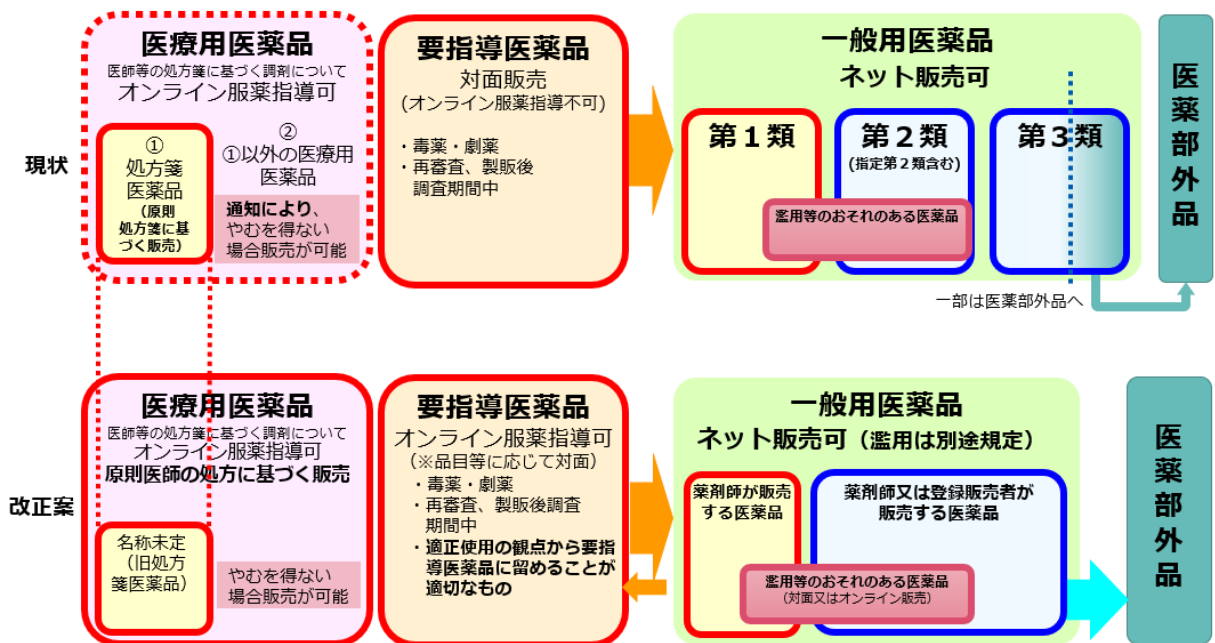 現状
医療用医薬品
医師等の処方箋に基づく調剤について
オンライン服薬指導可
①
処方箋
医薬品
(原則
処方箋に基
づく販売)
②
①以外の医療用
医薬品
通知により、
やむを得ない
場合販売が可能
要指導医薬品
対面販売
(オンライン服薬指導不可)
・毒薬・劇薬
・再審査、製販後
調査期間中
一般用医薬品
ネット販売可
第1類
第2類
(指定第2類含む)
第3類
濫用等のおそれのある医薬品
一部は医薬部外品へ
医薬部外品
改正案
医療用医薬品
医師等の処方箋に基づく調剤について
オンライン服薬指導可
原則医師の処方に基づく販売
名称未定
(旧処方
箋医薬品)
やむを得ない
場合販売が可能
要指導医薬品
オンライン服薬指導可
(※品目等に応じて対面)
・毒薬・劇薬
・再審査、製販後調査
期間中
・適正使用の観点から要指
導医薬品に留めることが
適切なもの
一般用医薬品
ネット販売可(濫用は別途規定)
薬剤師が販売
する医薬品
薬剤師又は登録販売者が
販売する医薬品
濫用等のおそれのある医薬品
(対面又はオンライン販売)
医薬部外品